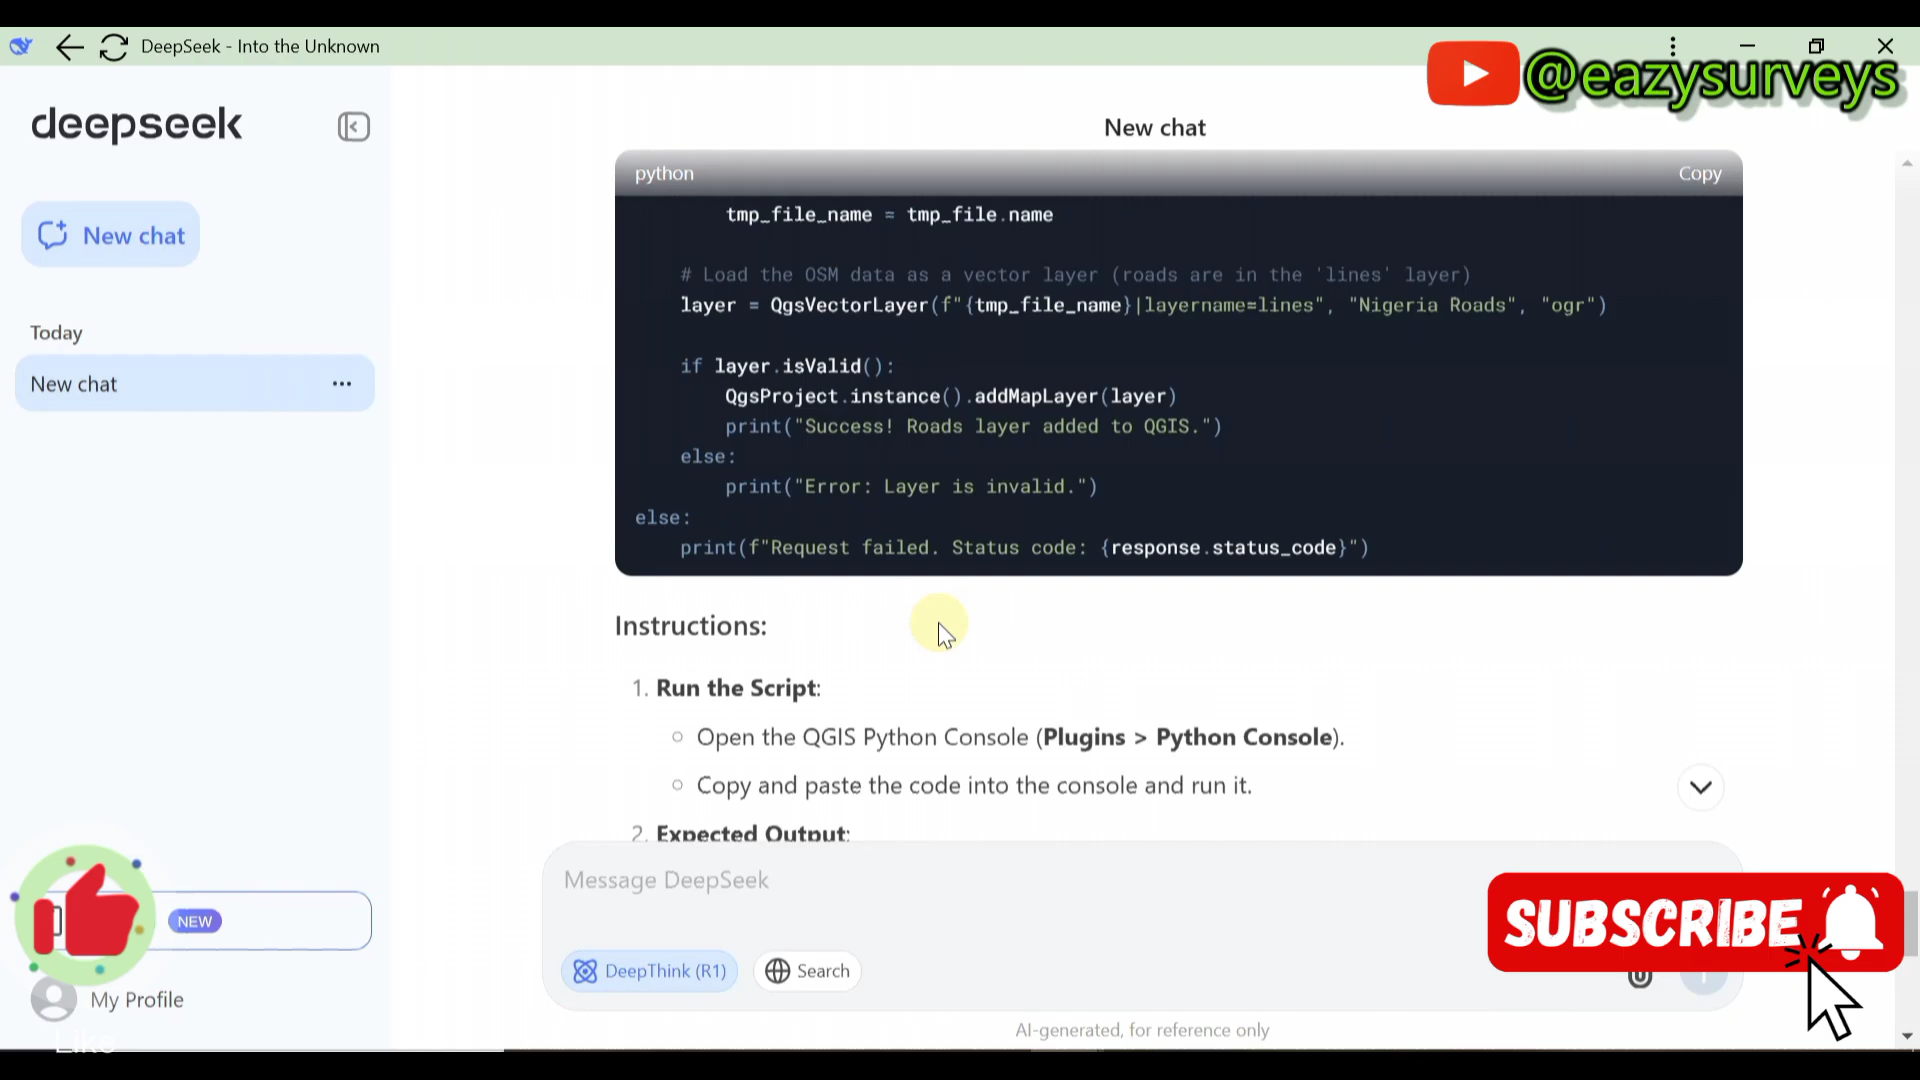 DeepSeek - Into the Unknown
@eazysurveys
deepseek
New chat
New chat
Today
New chat
python
Copy
tmp_file_name = tmp_file.name
# Load the OSM data as a vector layer (roads are in the 'lines' layer)
layer = QgsVectorLayer(f"{tmp_file_name}|layername=lines", "Nigeria Roads", "ogr")
if layer.isValid():
QgsProject.instance().addMapLayer(layer)
print("Success! Roads layer added to QGIS.")
else:
print("Error: Layer is invalid.")
else:
print(f"Request failed. Status code: {response.status_code}")
Instructions:
1. Run the Script:
Open the QGIS Python Console (Plugins > Python Console).
Copy and paste the code into the console and run it.
2. Expected Output:
Message DeepSeek
SUBSCRIBE
NEW
DeepThink (R1)
Search
My Profile
AI-generated, for reference only
Like